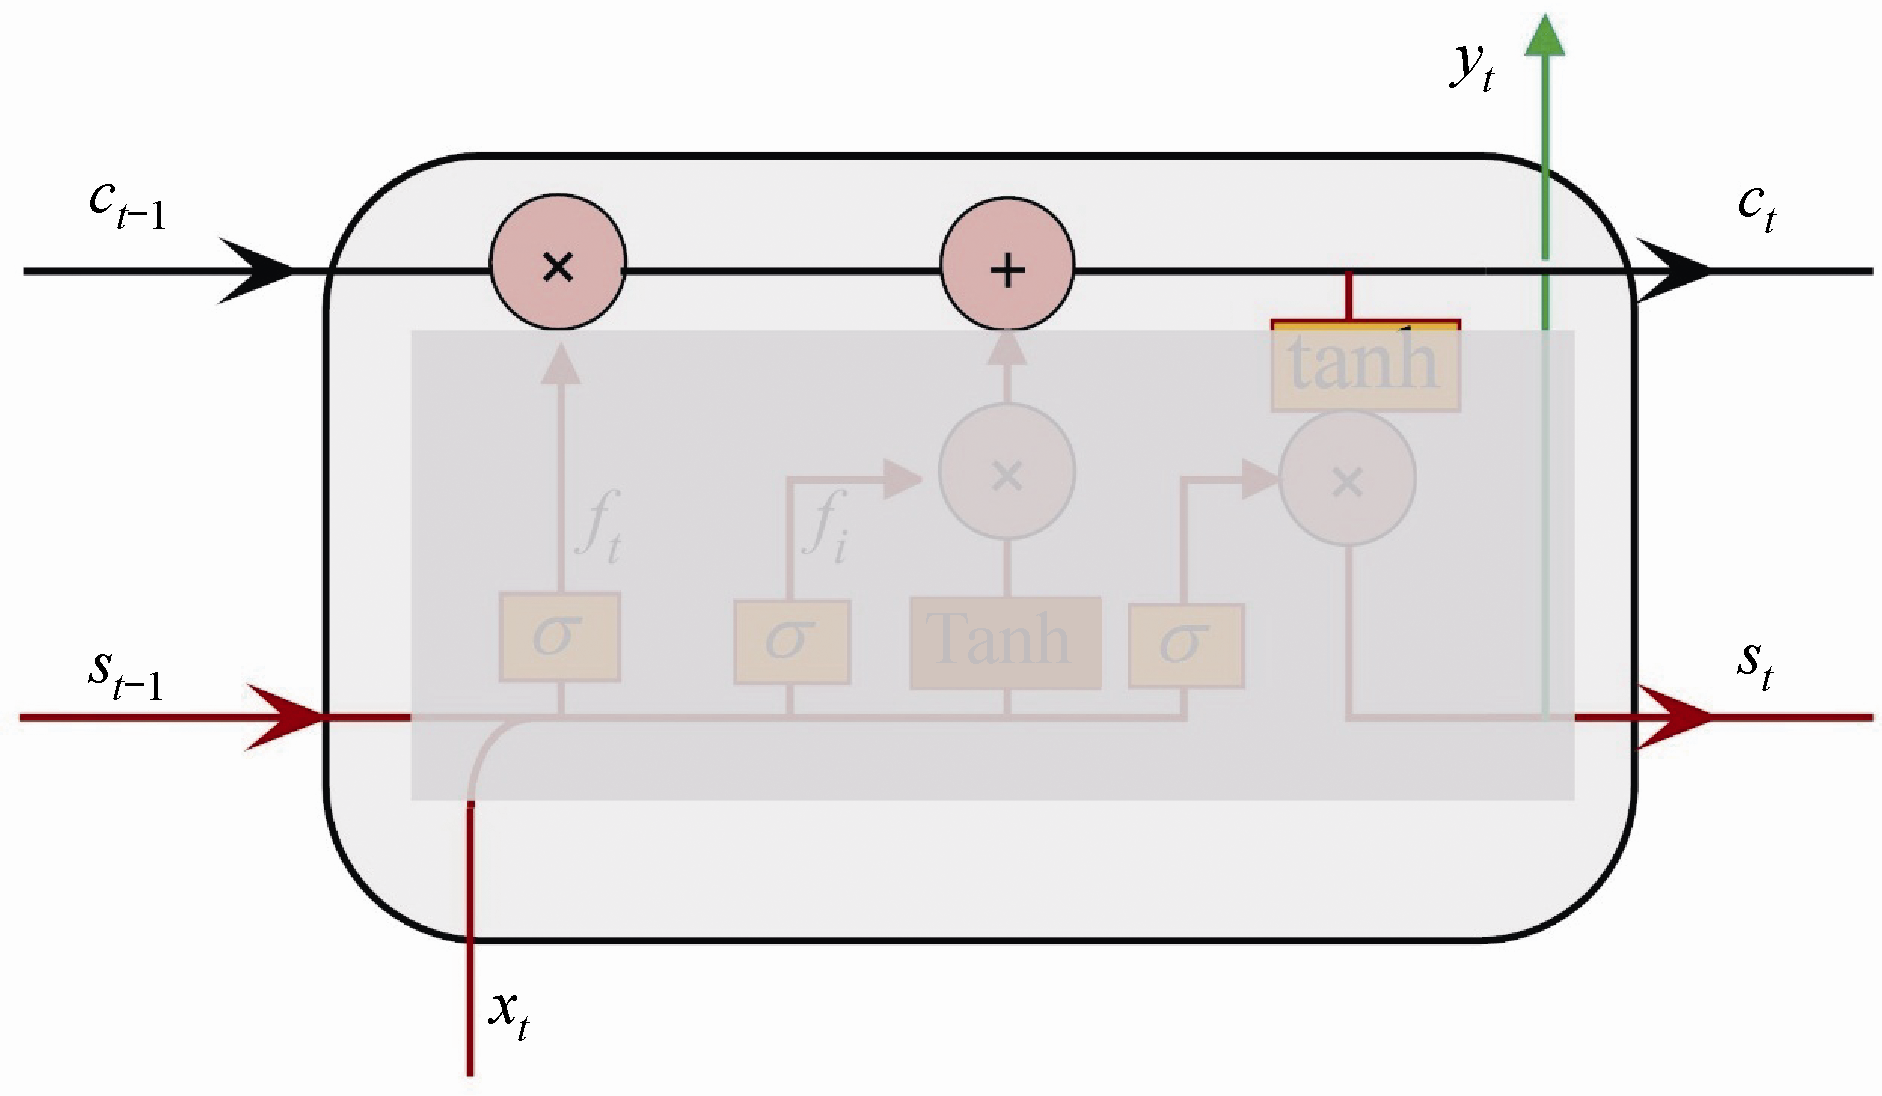 y_t
c_{t−1} × + c_t
tanh
× ×
f_t f_i
σ σ Tanh σ
s_{t−1} s_t
x_t